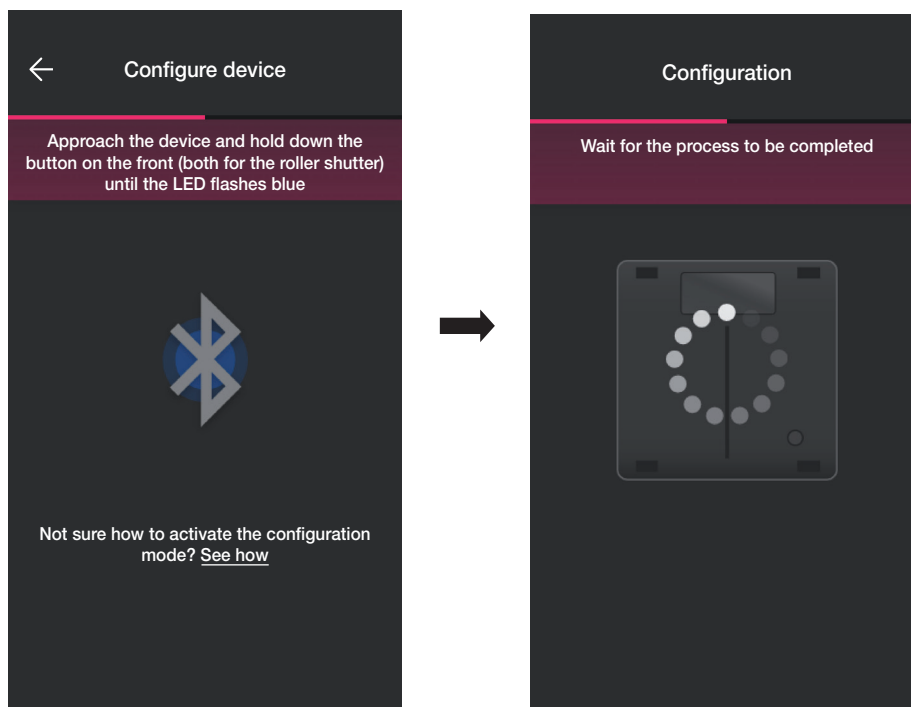 Configure device
Approach the device and hold down the
button on the front (both for the roller shutter)
until the LED flashes blue
Not sure how to activate the configuration
mode? See how
Configuration
Wait for the process to be completed